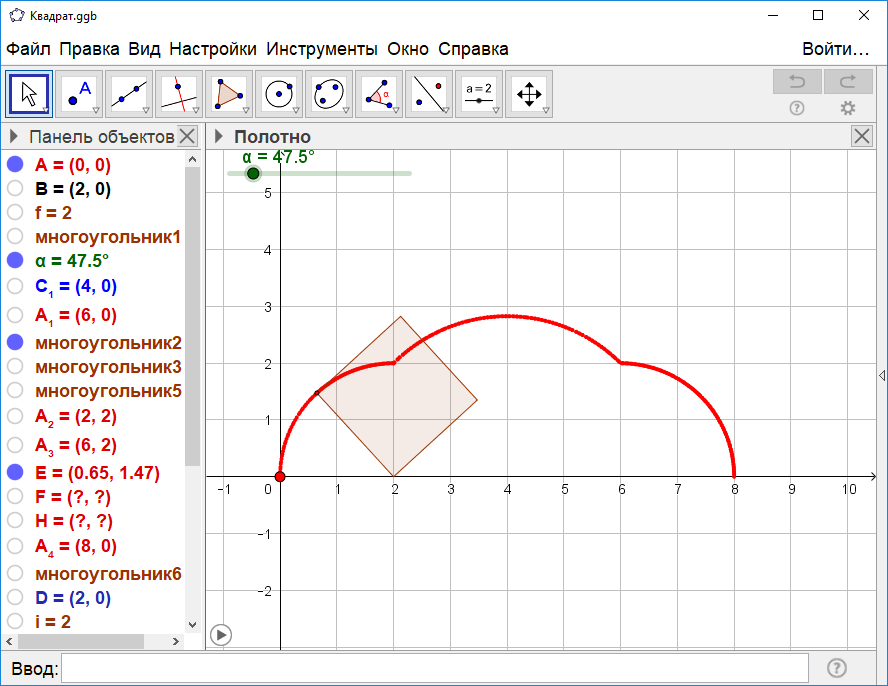 Квадрат.ggb
Файл Правка Вид Настройки Инструменты Окно Справка Войти…
A α a = 2
Панель объектов Полотно
A = (0, 0)
B = (2, 0)
f = 2
многоугольник1
α = 47.5°
C1 = (4, 0)
A1 = (6, 0)
многоугольник2
многоугольник3
многоугольник5
A2 = (2, 2)
A3 = (6, 2)
E = (0.65, 1.47)
F = (?, ?)
H = (?, ?)
A4 = (8, 0)
многоугольник6
D = (2, 0)
i = 2
α = 47.5°
5
4
3
2
1
−1 0 1 2 3 4 5 6 7 8 9 10
−1
−2
Ввод: